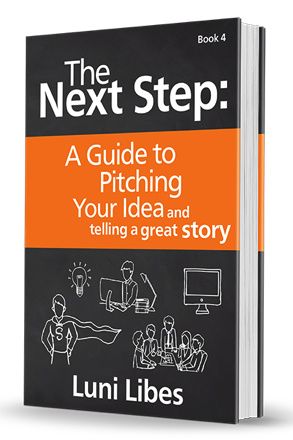 Book 4
The
Next Step:
A Guide to
Pitching
Your Idea and
telling a great story
S
Luni Libes